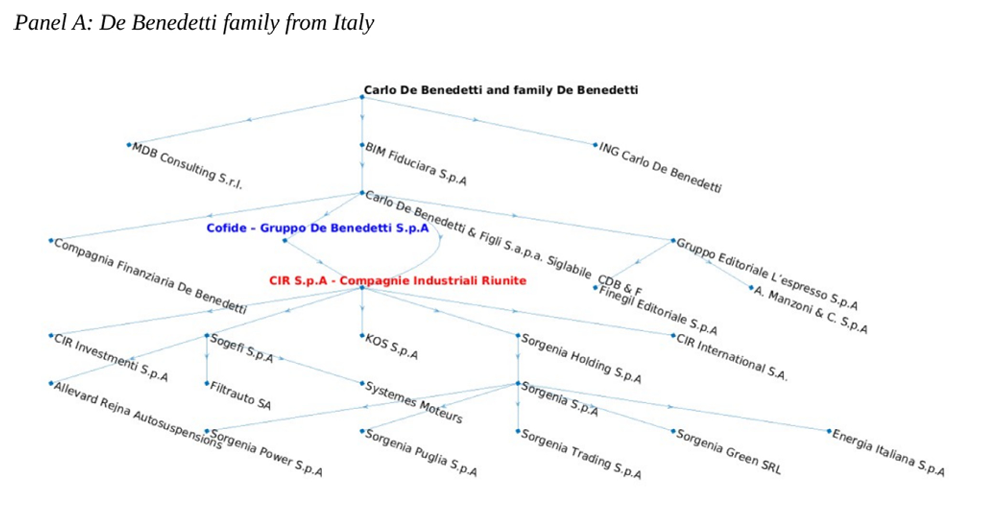 Panel A: De Benedetti family from Italy
Carlo De Benedetti and family De Benedetti
MDB Consulting S.r.l.
BIM Fiduciara S.p.A
ING Carlo De Benedetti
Carlo De Benedetti & Figli S.a.p.a. Siglabile CDB & F
Cofide - Gruppo De Benedetti S.p.A
Compagnia Finanziaria De Benedetti
Gruppo Editoriale L'espresso S.p.A
CIR S.p.A - Compagnie Industriali Riunite
Finegil Editoriale S.p.A
A. Manzoni & C. S.p.A
CIR Investimenti S.p.A
Sogefi S.p.A
KOS S.p.A
Sorgenia Holding S.p.A
CIR International S.A.
Allevard Rejna Autosuspensions
Filtrauto SA
Systemes Moteurs
Sorgenia S.p.A
Sorgenia Power S.p.A
Sorgenia Puglia S.p.A
Sorgenia Trading S.p.A
Sorgenia Green SRL
Energia Italiana S.p.A